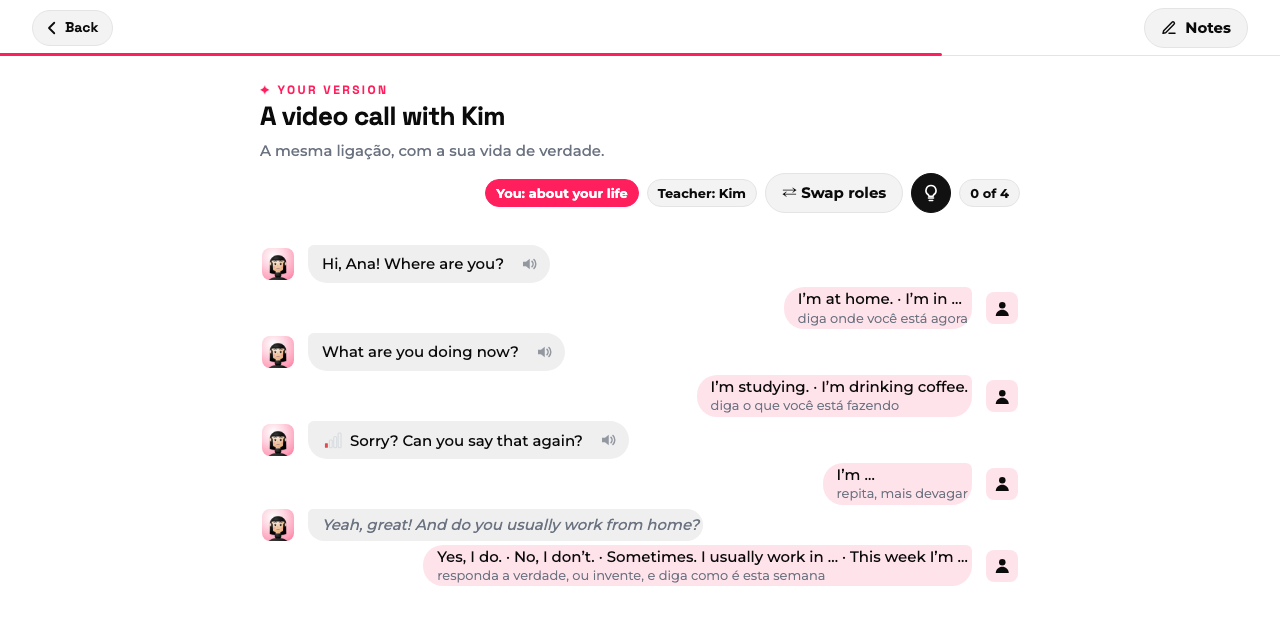 Back
Notes
✦ YOUR VERSION
A video call with Kim
A mesma ligação, com a sua vida de verdade.
You: about your life
Teacher: Kim
Swap roles
0 of 4
Hi, Ana! Where are you?
I’m at home. · I’m in ...
diga onde você está agora
What are you doing now?
I’m studying. · I’m drinking coffee.
diga o que você está fazendo
Sorry? Can you say that again?
I’m ...
repita, mais devagar
Yeah, great! And do you usually work from home?
Yes, I do. · No, I don’t. · Sometimes. I usually work in ... · This week I’m ...
responda a verdade, ou invente, e diga como é esta semana